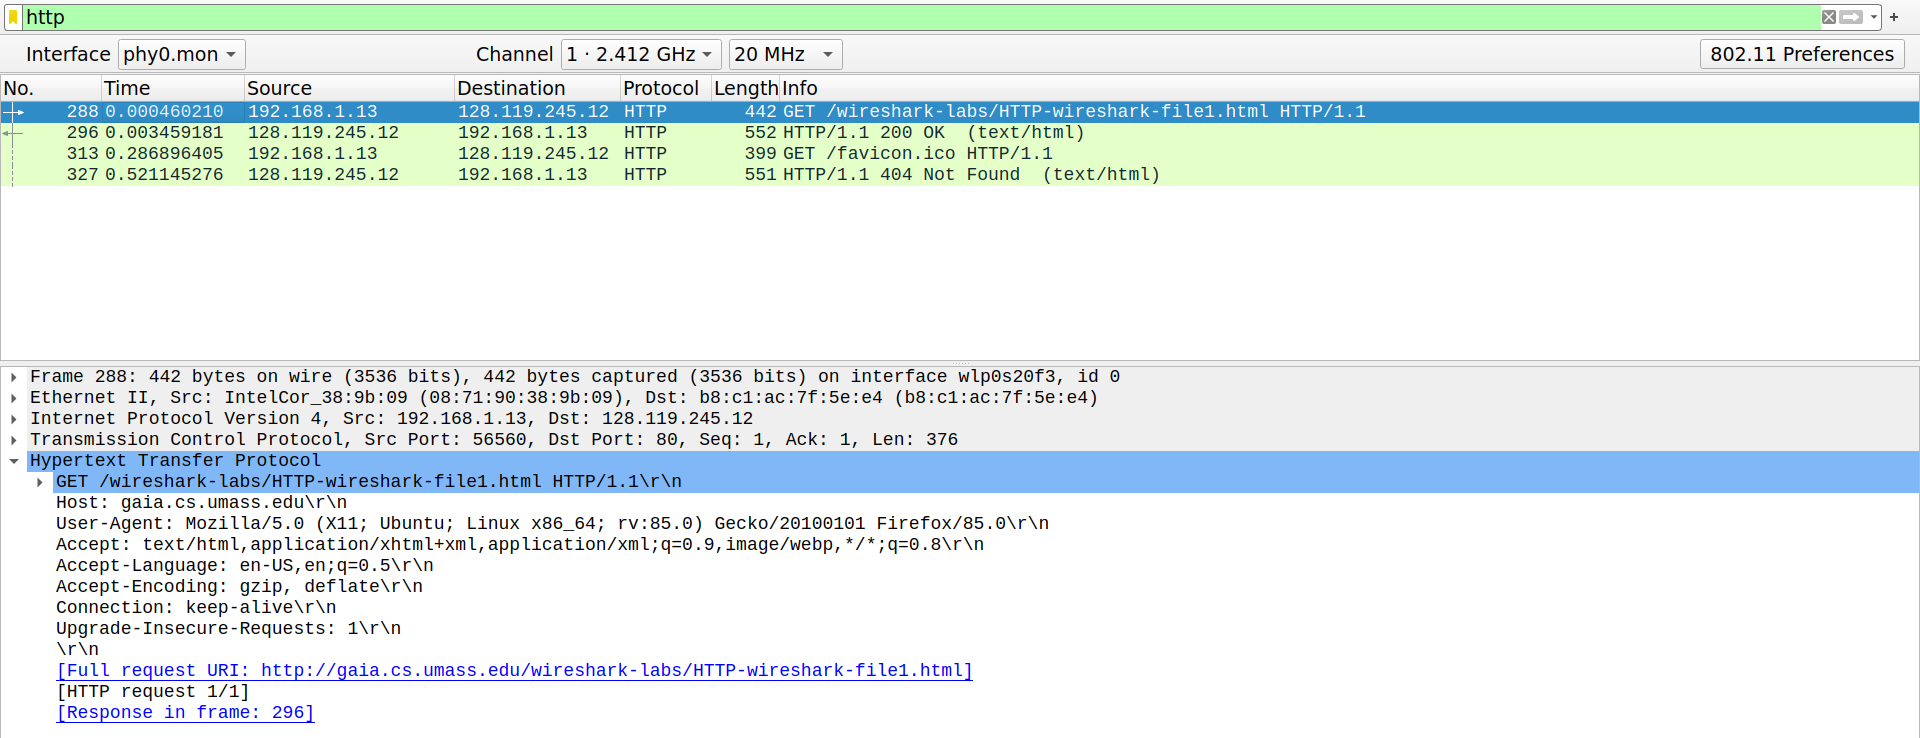 http
Interface phy0.mon Channel 1 · 2.412 GHz 20 MHz 802.11 Preferences
No. Time Source Destination Protocol Length Info
288 0.000460210 192.168.1.13 128.119.245.12 HTTP 442 GET /wireshark-labs/HTTP-wireshark-file1.html HTTP/1.1
296 0.003459181 128.119.245.12 192.168.1.13 HTTP 552 HTTP/1.1 200 OK  (text/html)
313 0.286896405 192.168.1.13 128.119.245.12 HTTP 399 GET /favicon.ico HTTP/1.1
327 0.521145276 128.119.245.12 192.168.1.13 HTTP 551 HTTP/1.1 404 Not Found  (text/html)
Frame 288: 442 bytes on wire (3536 bits), 442 bytes captured (3536 bits) on interface wlp0s20f3, id 0
Ethernet II, Src: IntelCor_38:9b:09 (08:71:90:38:9b:09), Dst: b8:c1:ac:7f:5e:e4 (b8:c1:ac:7f:5e:e4)
Internet Protocol Version 4, Src: 192.168.1.13, Dst: 128.119.245.12
Transmission Control Protocol, Src Port: 56560, Dst Port: 80, Seq: 1, Ack: 1, Len: 376
Hypertext Transfer Protocol
GET /wireshark-labs/HTTP-wireshark-file1.html HTTP/1.1\r\n
Host: gaia.cs.umass.edu\r\n
User-Agent: Mozilla/5.0 (X11; Ubuntu; Linux x86_64; rv:85.0) Gecko/20100101 Firefox/85.0\r\n
Accept: text/html,application/xhtml+xml,application/xml;q=0.9,image/webp,*/*;q=0.8\r\n
Accept-Language: en-US,en;q=0.5\r\n
Accept-Encoding: gzip, deflate\r\n
Connection: keep-alive\r\n
Upgrade-Insecure-Requests: 1\r\n
\r\n
[Full request URI: http://gaia.cs.umass.edu/wireshark-labs/HTTP-wireshark-file1.html]
[HTTP request 1/1]
[Response in frame: 296]